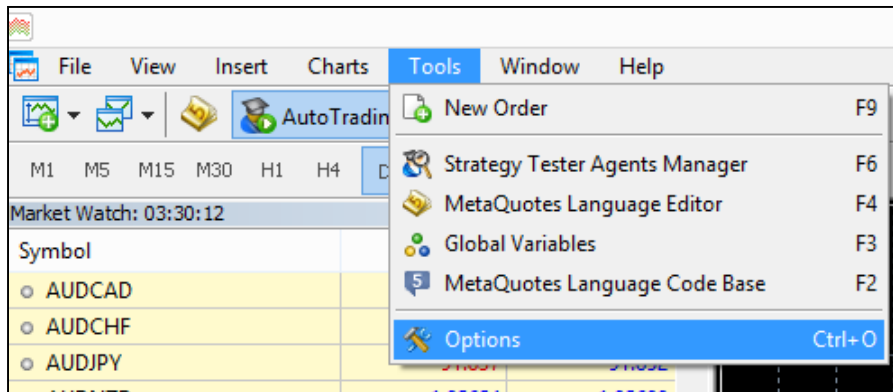 File View Insert Charts Tools Window Help
AutoTradin
New Order F9
M1 M5 M15 M30 H1 H4 D
Strategy Tester Agents Manager F6
Market Watch: 03:30:12
MetaQuotes Language Editor F4
Symbol
Global Variables F3
5 MetaQuotes Language Code Base F2
AUDCAD
AUDCHF
Options Ctrl+O
AUDJPY